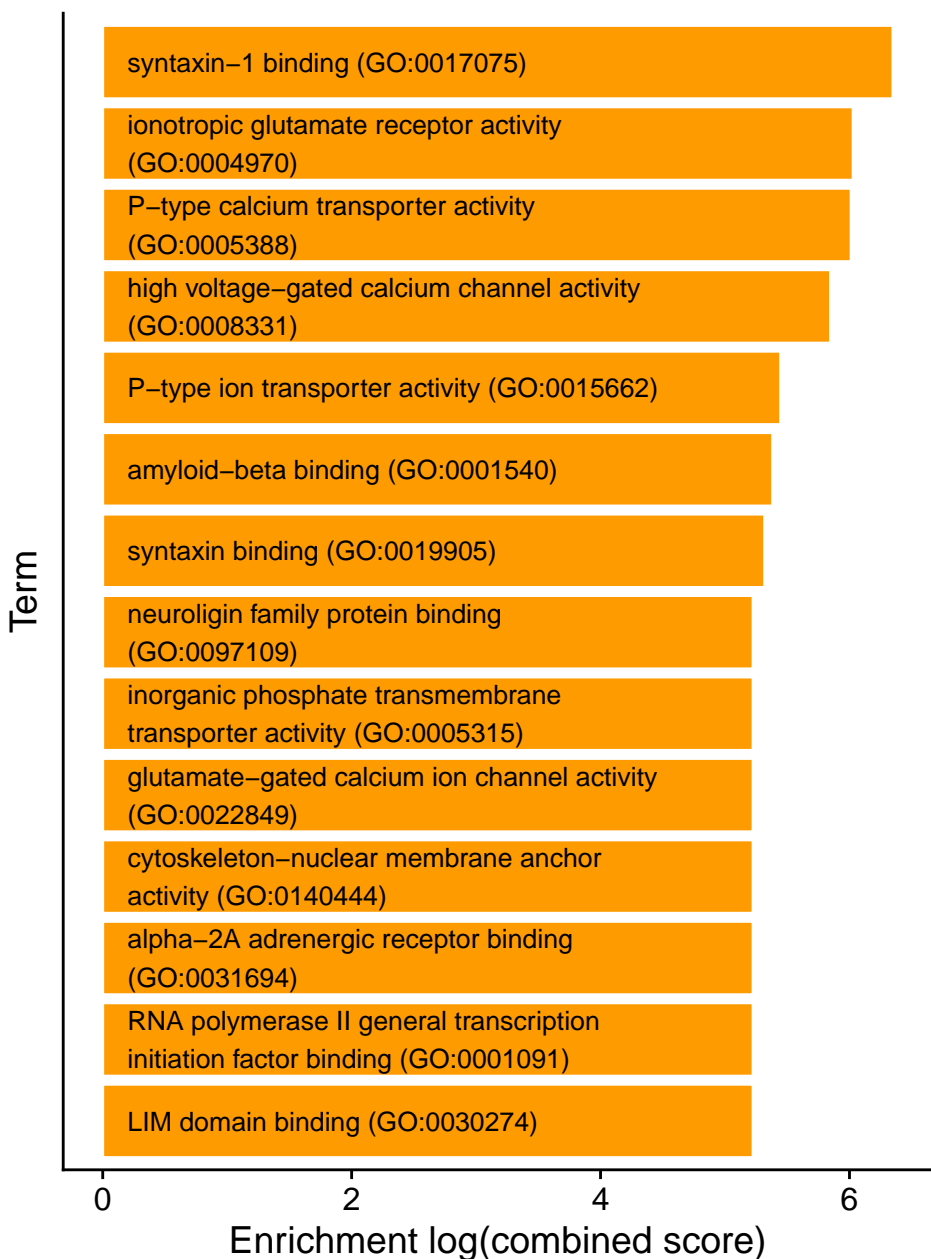 syntaxin−1 binding (GO:0017075)
ionotropic glutamate receptor activity
(GO:0004970)
P−type calcium transporter activity
(GO:0005388)
high voltage−gated calcium channel activity
(GO:0008331)
P−type ion transporter activity (GO:0015662)
amyloid−beta binding (GO:0001540)
syntaxin binding (GO:0019905)
neuroligin family protein binding
(GO:0097109)
inorganic phosphate transmembrane
transporter activity (GO:0005315)
glutamate−gated calcium ion channel activity
(GO:0022849)
cytoskeleton−nuclear membrane anchor
activity (GO:0140444)
alpha−2A adrenergic receptor binding
(GO:0031694)
RNA polymerase II general transcription
initiation factor binding (GO:0001091)
LIM domain binding (GO:0030274)
Term
0 2 4 6
Enrichment log(combined score)